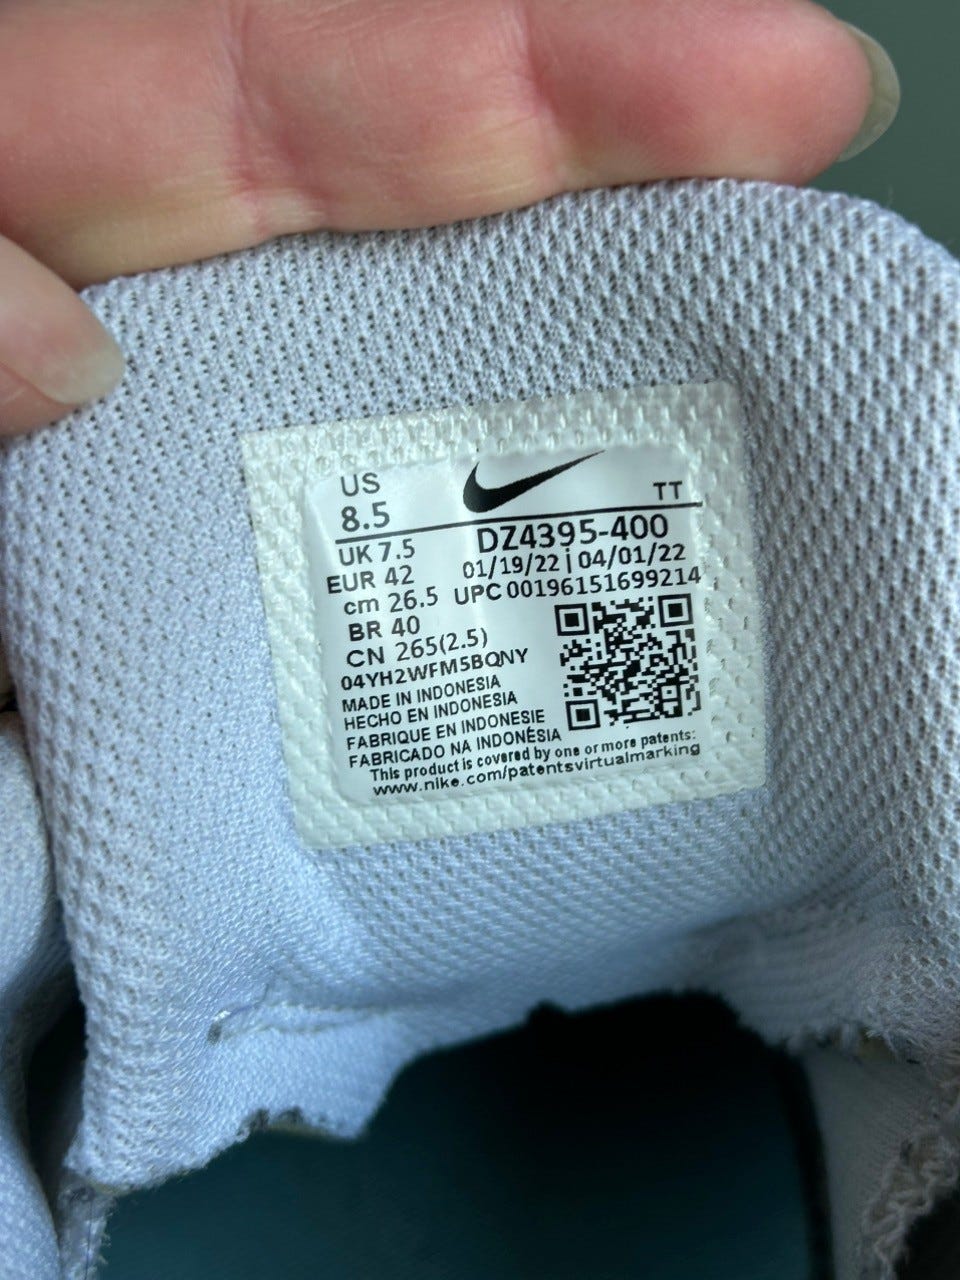 US
8.5
TT
UK 7.5
DZ4395-400
EUR 42
01/19/22 | 04/01/22
cm 26.5
UPC 00196151699214
BR 40
CN 265(2.5)
04YH2WFM5BQNY
MADE IN INDONESIA
HECHO EN INDONESIA
FABRIQUE EN INDONESIE
FABRICADO NA INDONÈSIA
This product is covered by one or more patents:
www.nike.com/patentsvirtualmarking